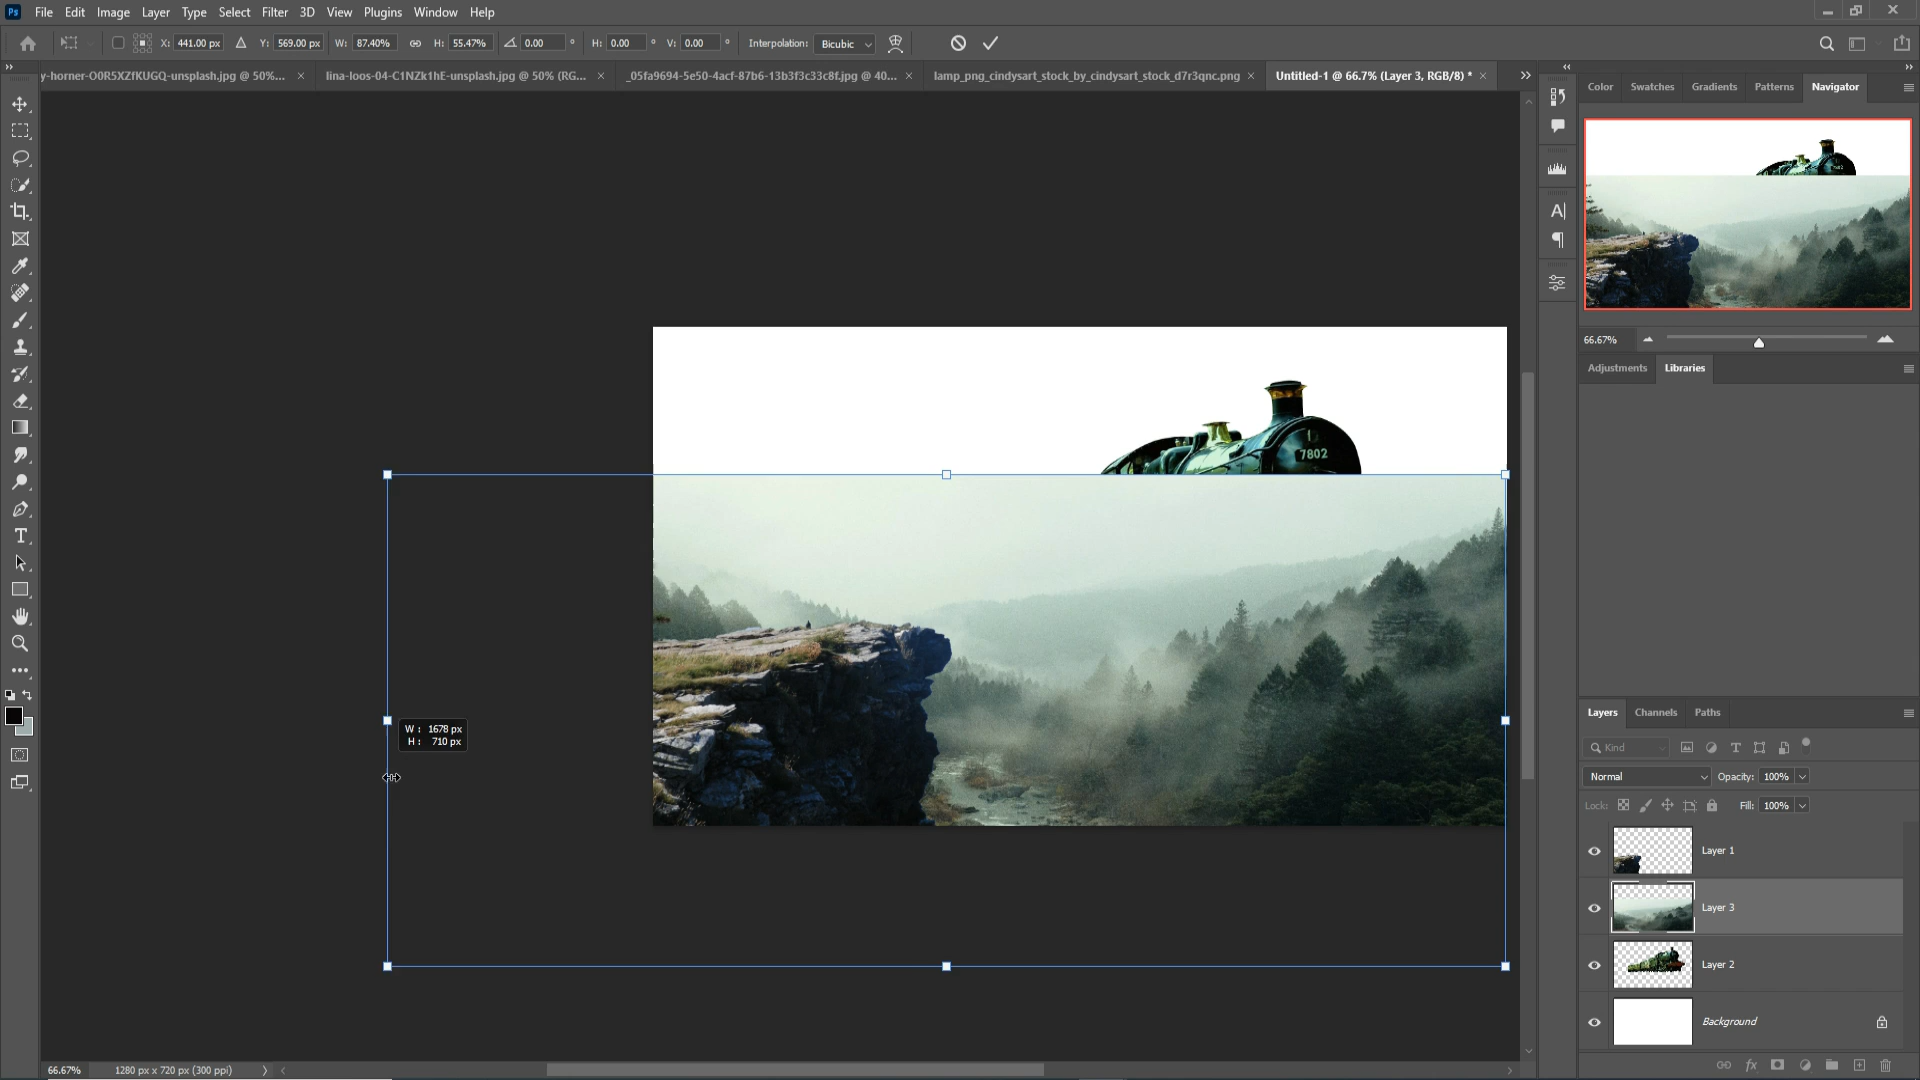 Ps File Edit Image Layer Type Select Filter 3D View Plugins Window Help
X: 441.00 px Y: 569.00 px W: 87.40% H: 55.47% 0.00 ° H: 0.00 ° V: 0.00 ° Interpolation: Bicubic
y-horner-O0R5XZfKUGQ-unsplash.jpg @ 50%... × lina-loos-04-C1NZk1hE-unsplash.jpg @ 50% (RG... × _05fa9694-5e50-4acf-87b6-13b3f3c33c8f.jpg @ 40... × lamp_png_cindysart_stock_by_cindysart_stock_d7r3qnc.png × Untitled-1 @ 66.7% (Layer 3, RGB/8) * ×
Color Swatches Gradients Patterns Navigator
66.67%
Adjustments Libraries
7802
W : 1678 px
H : 710 px
Layers Channels Paths
Kind
Normal Opacity: 100%
Lock: Fill: 100%
Layer 1
Layer 3
Layer 2
Background
66.67% 1280 px x 720 px (300 ppi)